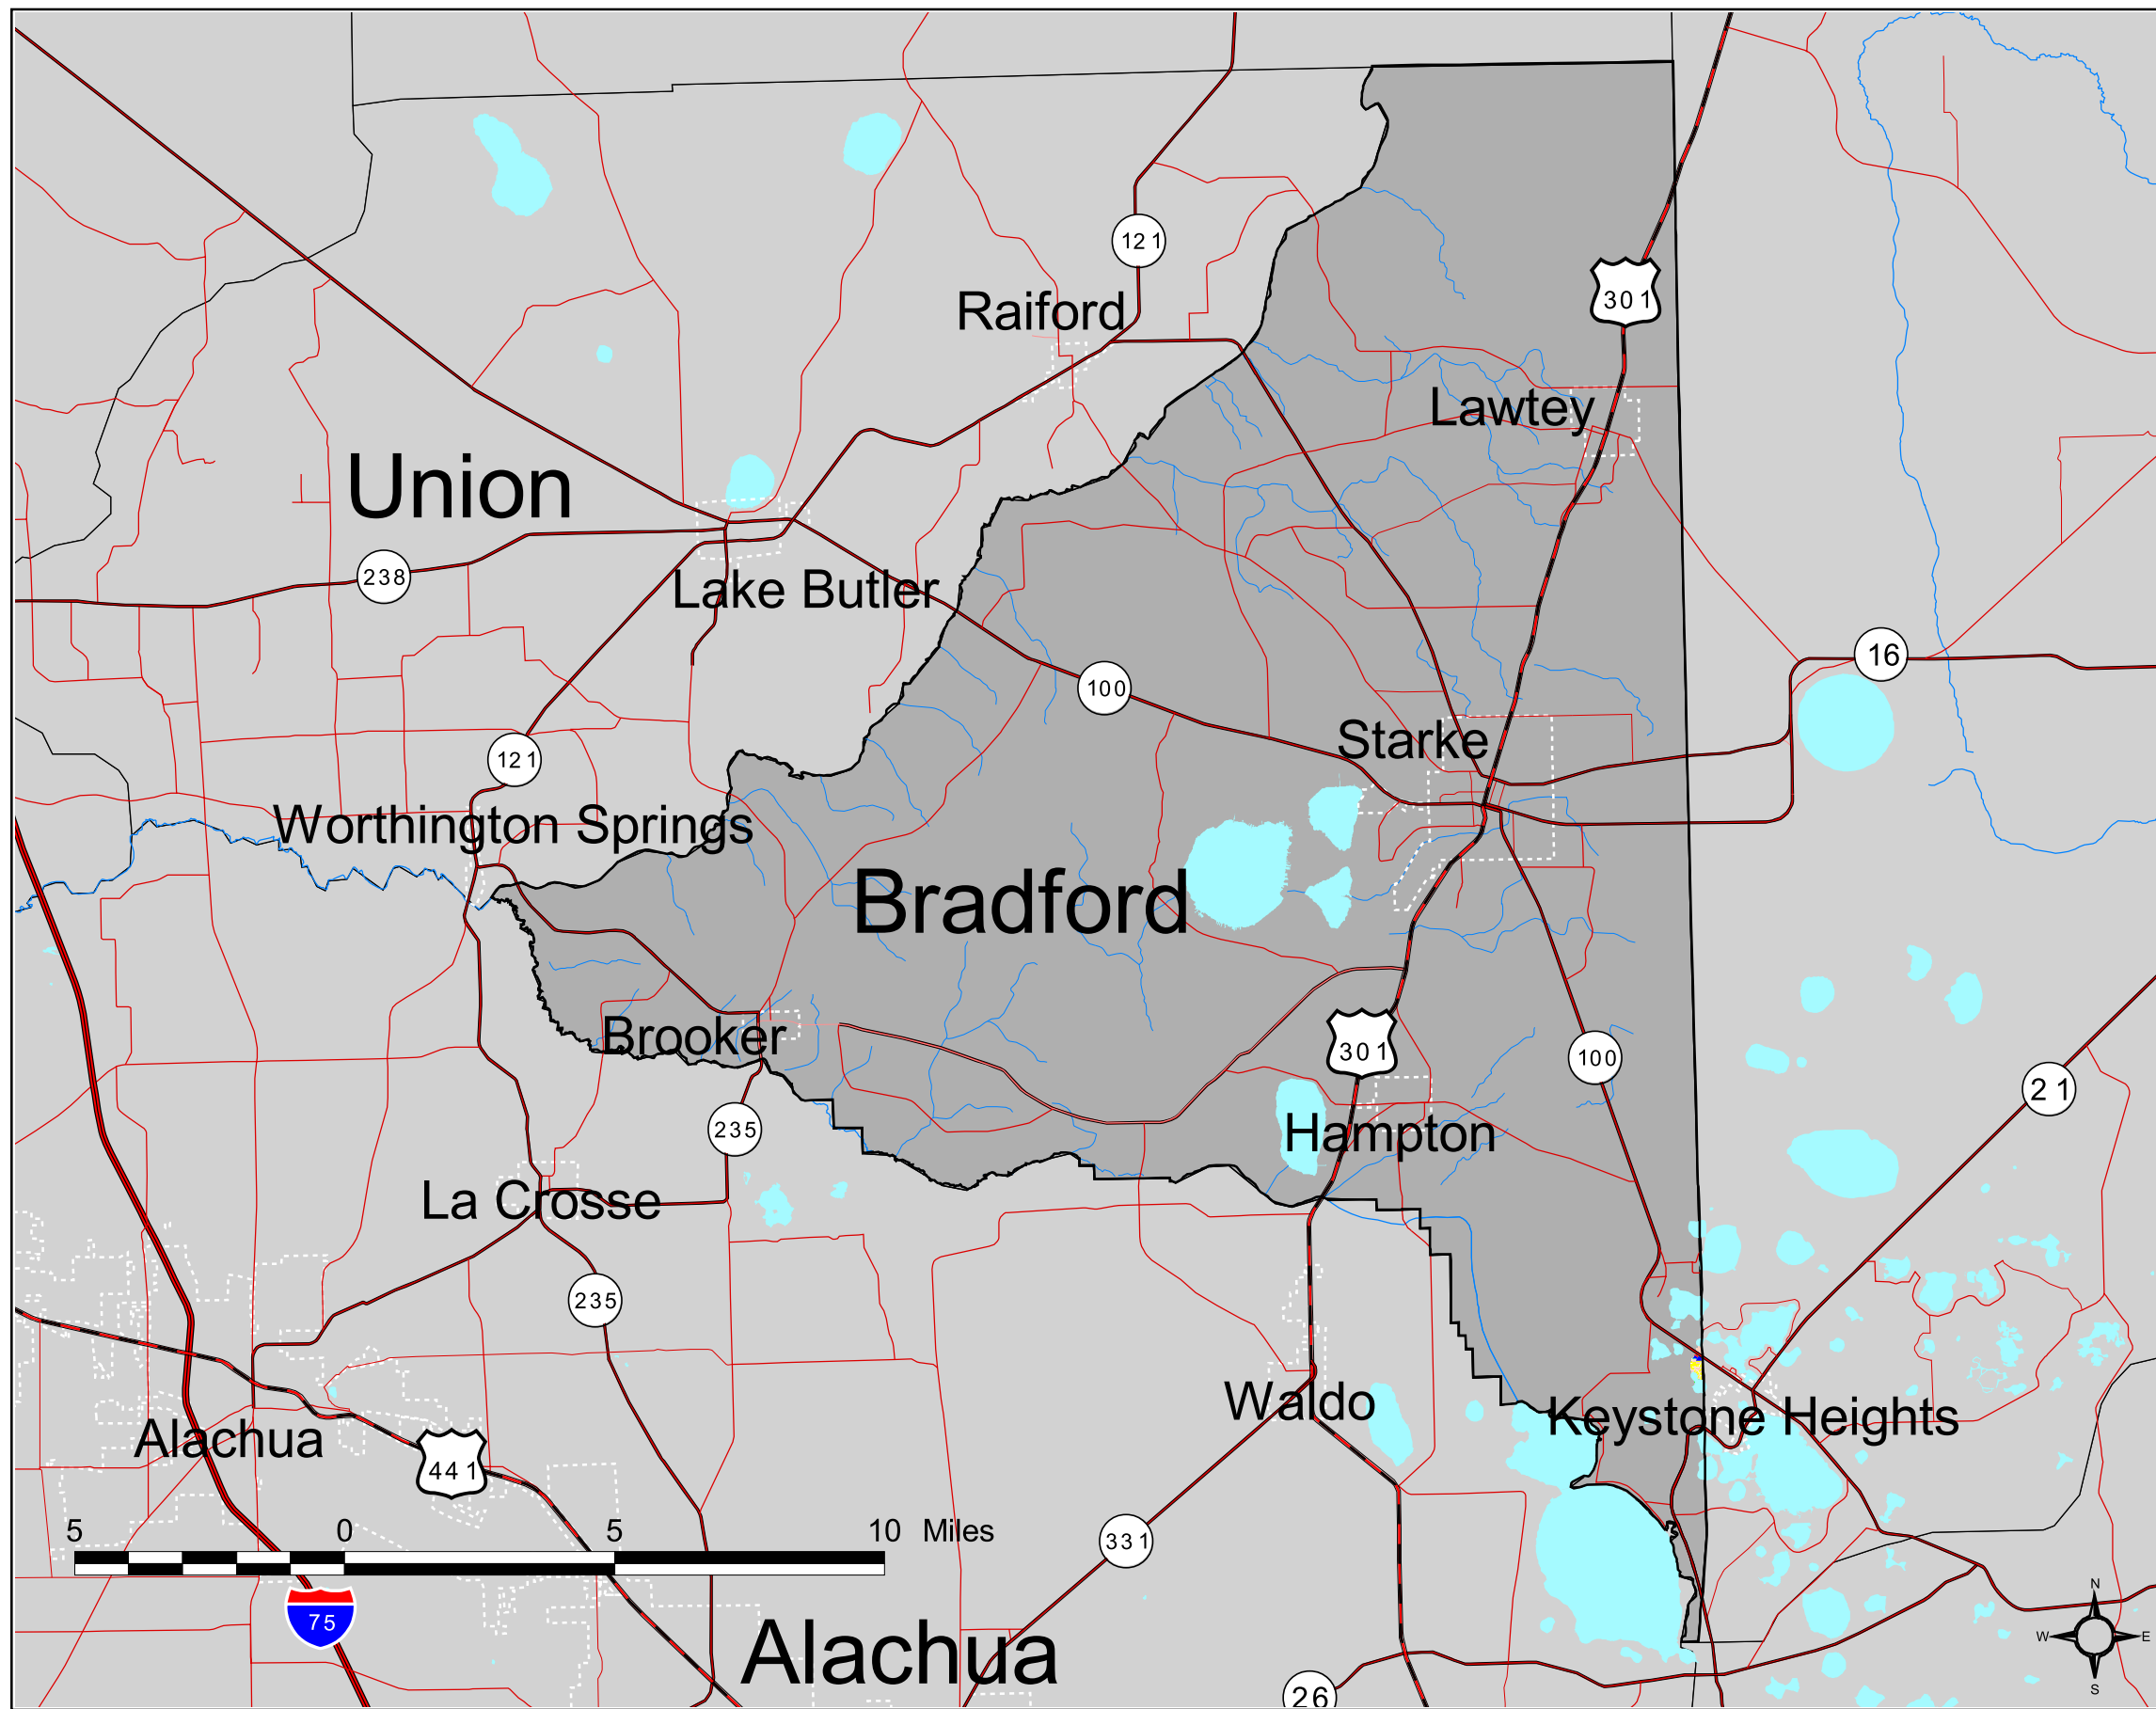 121
301
Raiford
Lawtey
Union
238
Lake Butler
16
100
Starke
121
Worthington Springs
Bradford
Brooker
301
100
21
235
Hampton
La Crosse
235
Waldo
Keystone Heights
Alachua
441
5 0 5 10 Miles
331
75
N
W E
S
Alachua
26